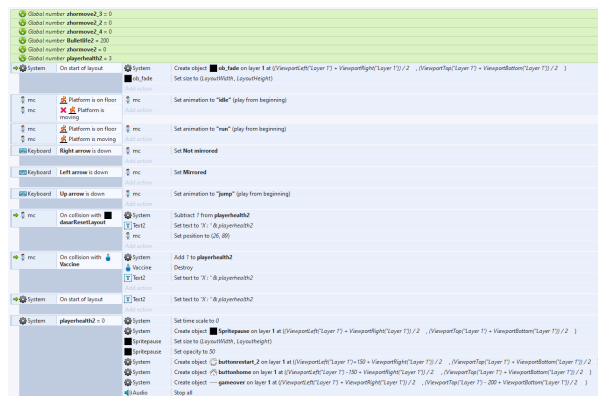 Global number zhormove2_3 = 0
Global number zhormove2_2 = 0
Global number zhormove2_4 = 0
Global number Bulletlife2 = 200
Global number zhormove2 = 0
Global number playerhealth2 = 3
System On start of layout System Create object ob_fade on layer 1 at ((ViewportLeft("Layer 1") + ViewportRight("Layer 1")) / 2 , (ViewportTop("Layer 1") + ViewportBottom("Layer 1")) / 2 )
ob_fade Set size to (LayoutWidth, LayoutHeight)
Add action
mc Platform is on floor mc Set animation to "idle" (play from beginning)
mc Platform is moving Add action
mc Platform is on floor mc Set animation to "run" (play from beginning)
mc Platform is moving Add action
Keyboard Right arrow is down mc Set Not mirrored
Add action
Keyboard Left arrow is down mc Set Mirrored
Add action
Keyboard Up arrow is down mc Set animation to "jump" (play from beginning)
Add action
mc On collision with dasarResetLayout System Subtract 1 from playerhealth2
Text2 Set text to "X : " & playerhealth2
mc Set position to (26, 89)
Add action
mc On collision with Vaccine System Add 1 to playerhealth2
Vaccine Destroy
Text2 Set text to "X : " & playerhealth2
Add action
System On start of layout Text2 Set text to "X : " & playerhealth2
Add action
System playerhealth2 = 0 System Set time scale to 0
System Create object Spritepause on layer 1 at ((ViewportLeft("Layer 1") + ViewportRight("Layer 1")) / 2 , (ViewportTop("Layer 1") + ViewportBottom("Layer 1")) / 2 )
Spritepause Set size to (LayoutWidth, Layoutheight)
Spritepause Set opacity to 50
System Create object buttonrestart_2 on layer 1 at ((ViewportLeft("Layer 1")+150 + ViewportRight("Layer 1")) / 2 , (ViewportTop("Layer 1") + ViewportBottom("Layer 1")) / 2 )
System Create object buttonhome on layer 1 at ((ViewportLeft("Layer 1") -150 + ViewportRight("Layer 1")) / 2 , (ViewportTop("Layer 1") + ViewportBottom("Layer 1")) / 2 )
System Create object gameover on layer 1 at ((ViewportLeft("Layer 1") + ViewportRight("Layer 1")) / 2 , (ViewportTop("Layer 1") - 200 + ViewportBottom("Layer 1")) / 2 )
Audio Stop all